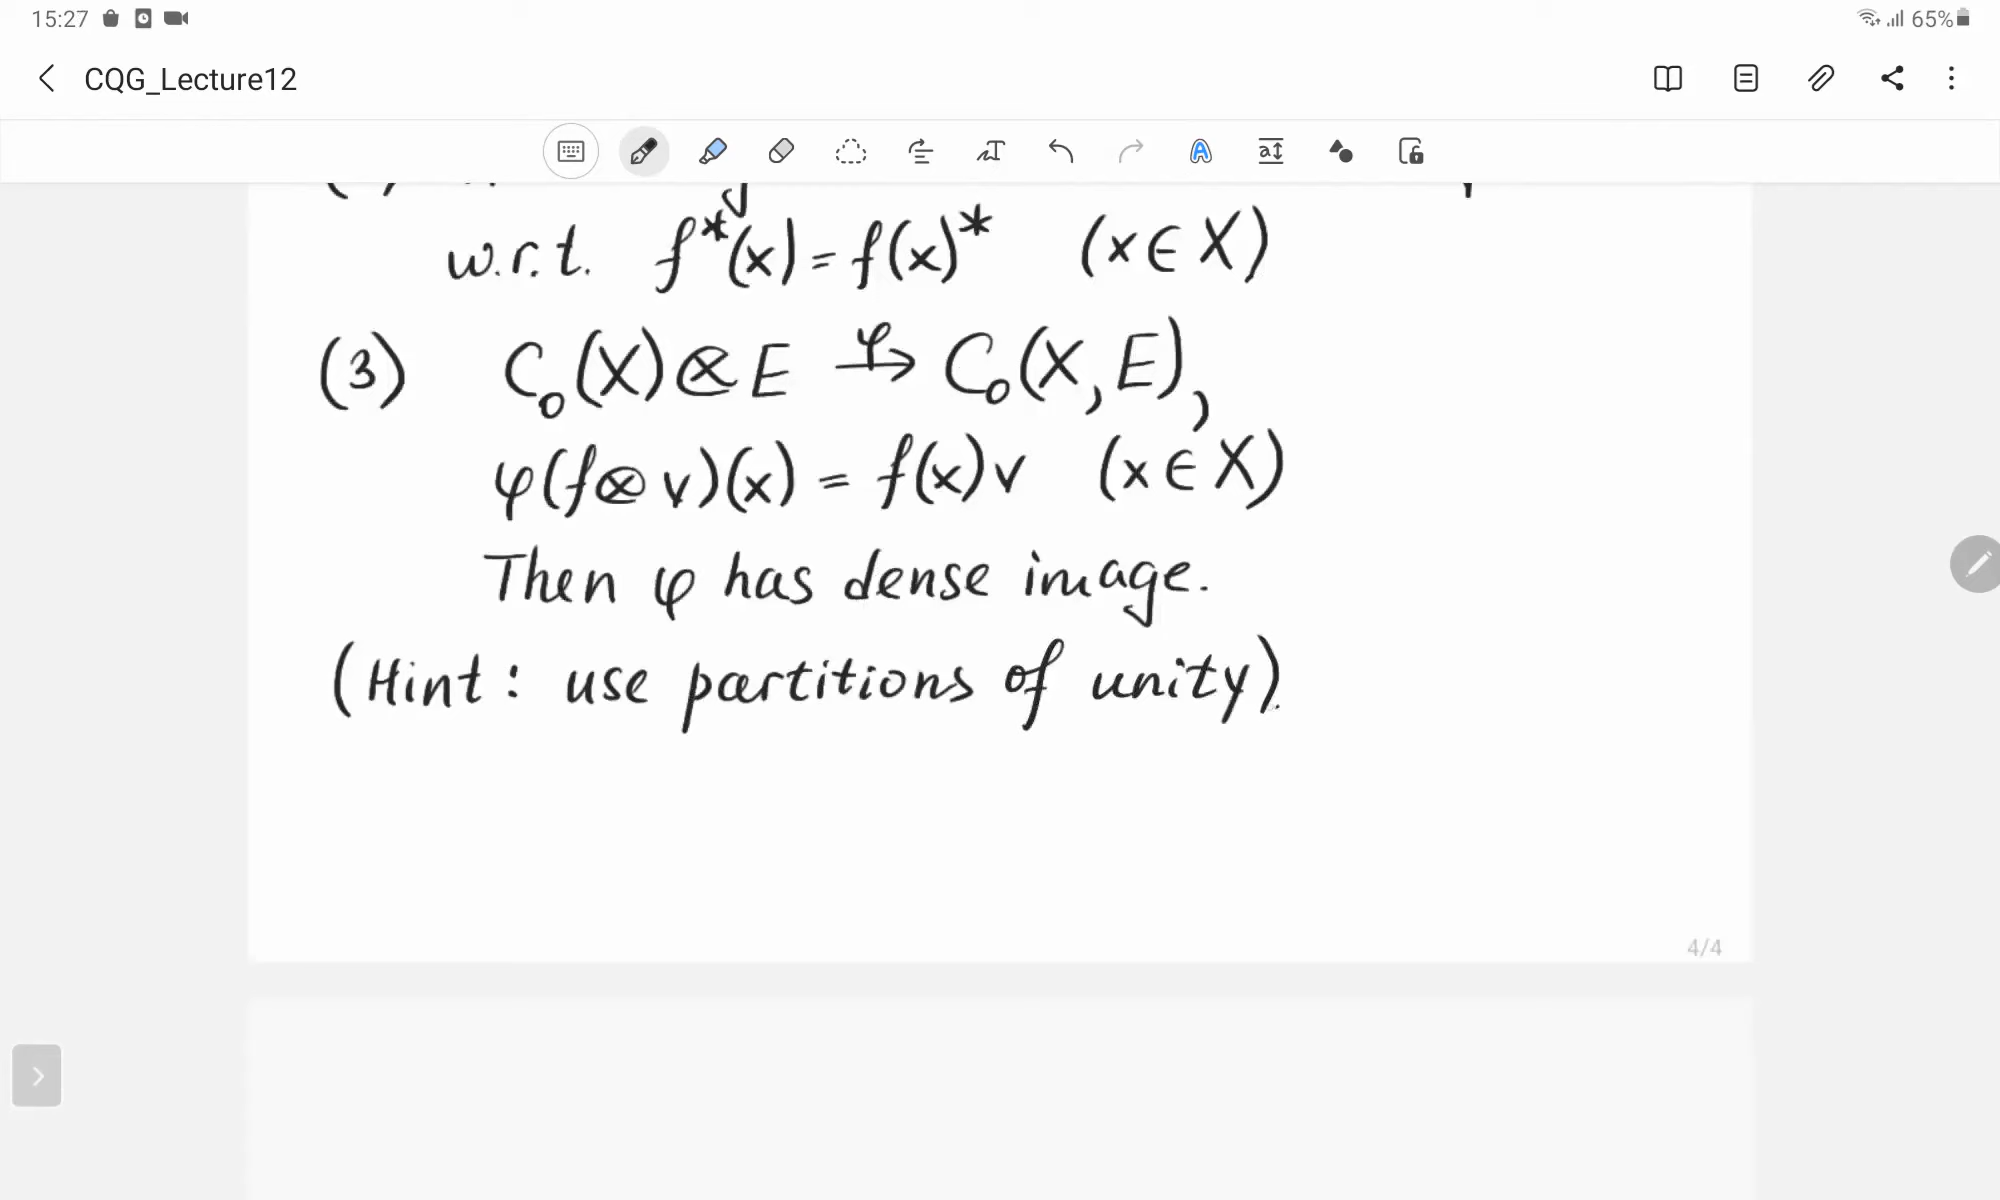 15:27
65%
CQG_Lecture12
w.r.t. f*(x) = f(x)* (x ∈ X)
(3) C₀(X) ⊗ E →^φ C₀(X, E),
φ(f ⊗ v)(x) = f(x)v (x ∈ X)
Then φ has dense image.
(Hint: use partitions of unity).
4/4